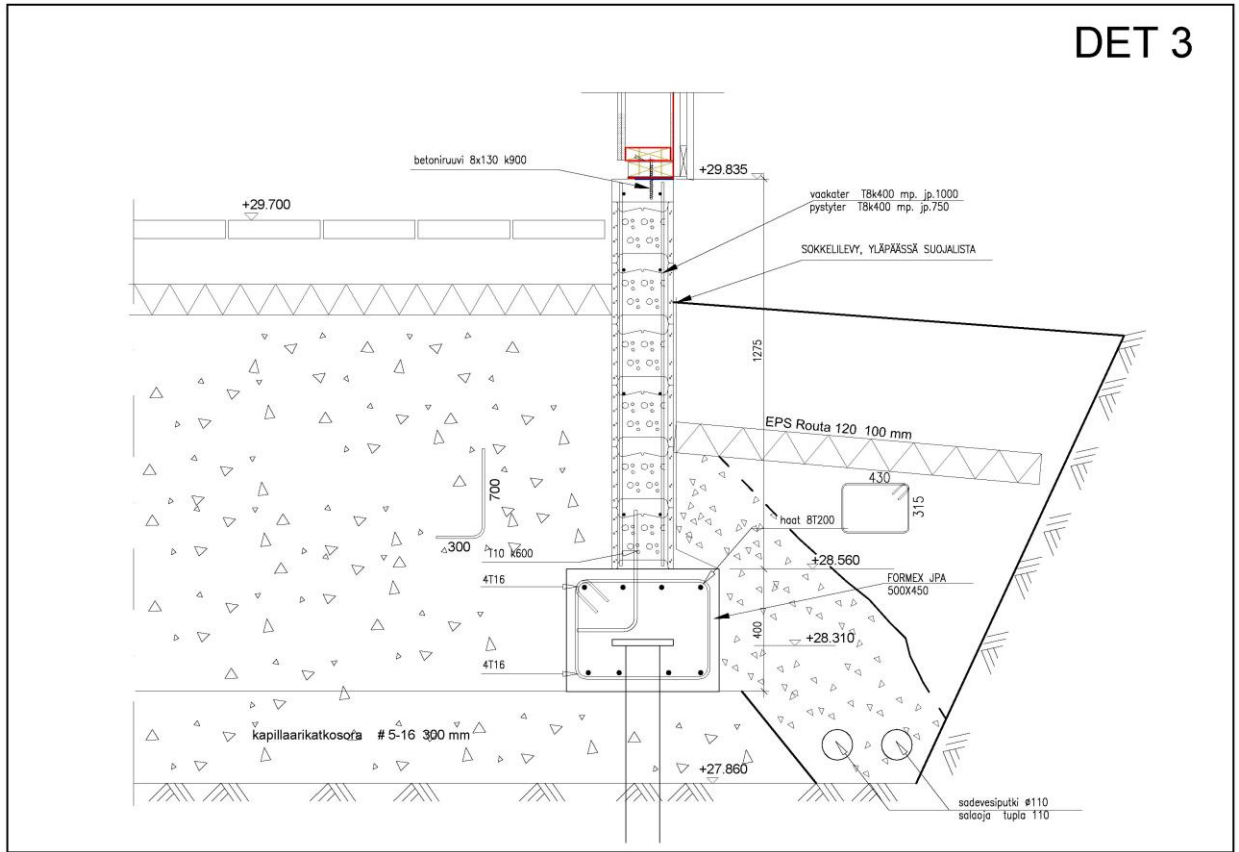 DET 3
betoniruuvi 8x130 k900
+29.835
+29.700
vaakater T8k400 mp. jp.1000
pystyter T8k400 mp. jp.750
SOKKELILEVY, YLÄPÄÄSSÄ SUOJALISTA
1275
EPS Routa 120 100 mm
430
315
700
300
haat 8T200
T10 k600
+28.560
4T16
FORMEX JPA
500X450
400
+28.310
4T16
kapillaarikatkosora # 5-16 300 mm
+27.860
sadevesiputki ø110
salaoja tupla 110